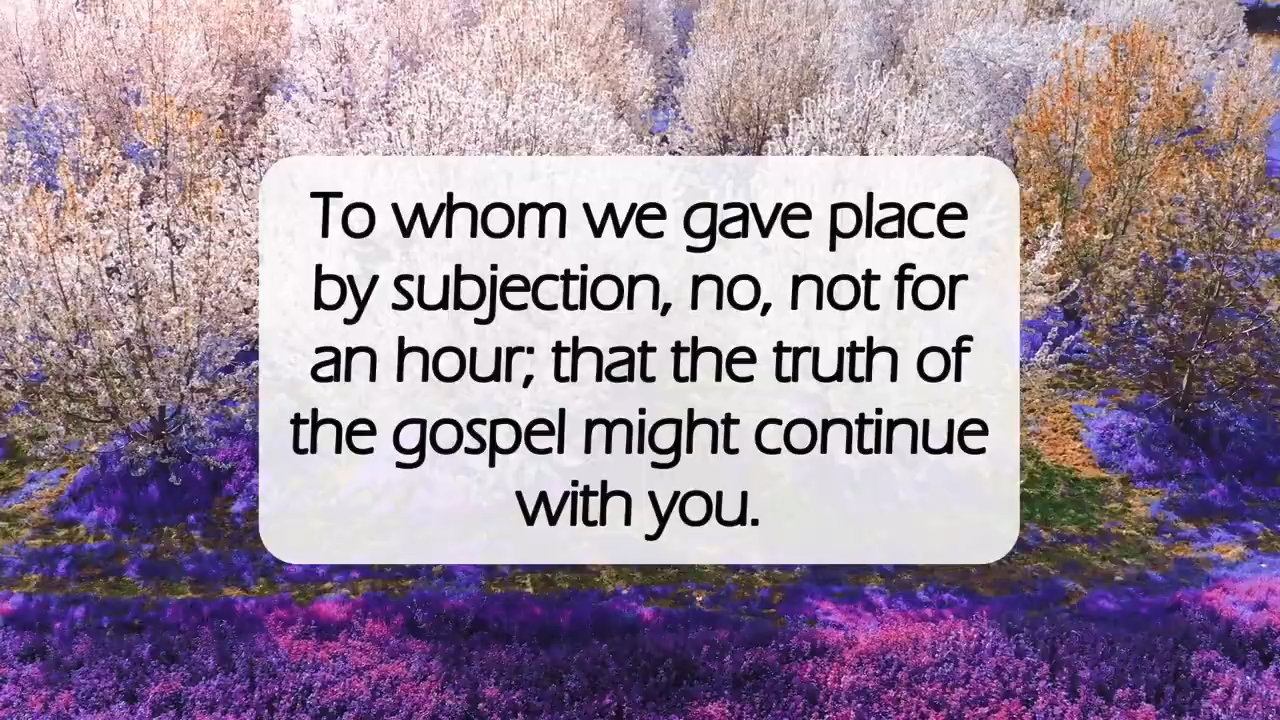 To whom we gave place
by subjection, no, not for
an hour; that the truth of
the gospel might continue
with you.